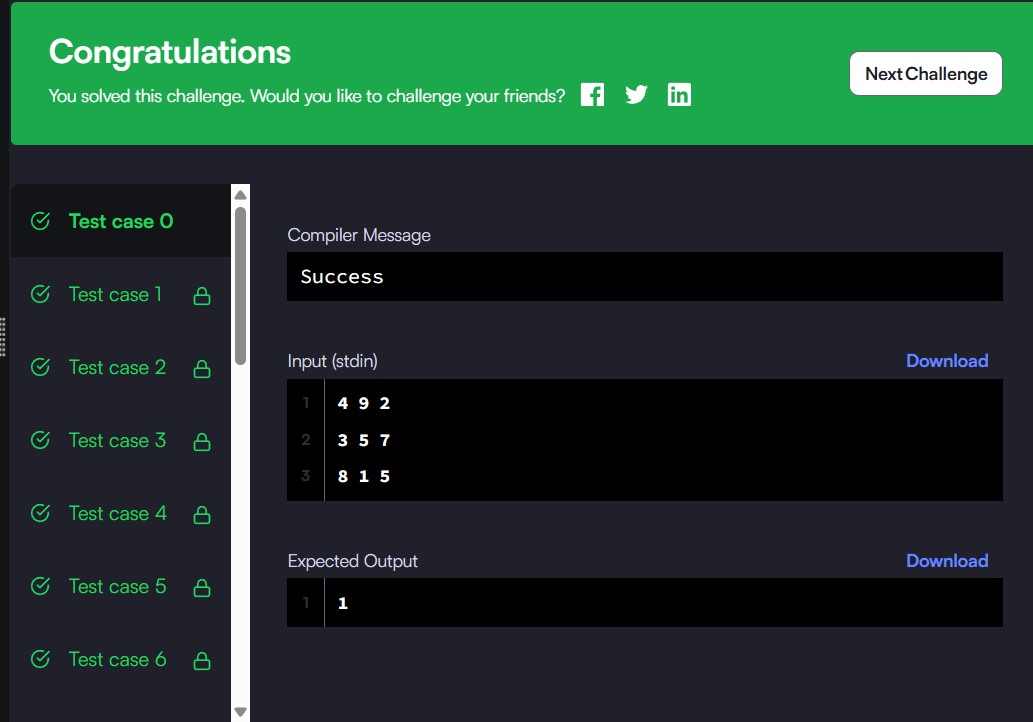 Congratulations
You solved this challenge. Would you like to challenge your friends?
Next Challenge
Test case 0
Test case 1
Test case 2
Test case 3
Test case 4
Test case 5
Test case 6
Compiler Message
Success
Input (stdin)
Download
1 4 9 2
2 3 5 7
3 8 1 5
Expected Output
Download
1 1